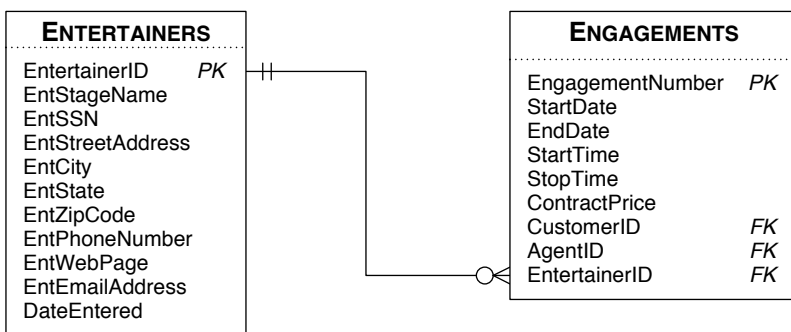 ENTERTAINERS
EntertainerID PK
EntStageName
EntSSN
EntStreetAddress
EntCity
EntState
EntZipCode
EntPhoneNumber
EntWebPage
EntEmailAddress
DateEntered
ENGAGEMENTS
EngagementNumber PK
StartDate
EndDate
StartTime
StopTime
ContractPrice
CustomerID FK
AgentID FK
EntertainerID FK